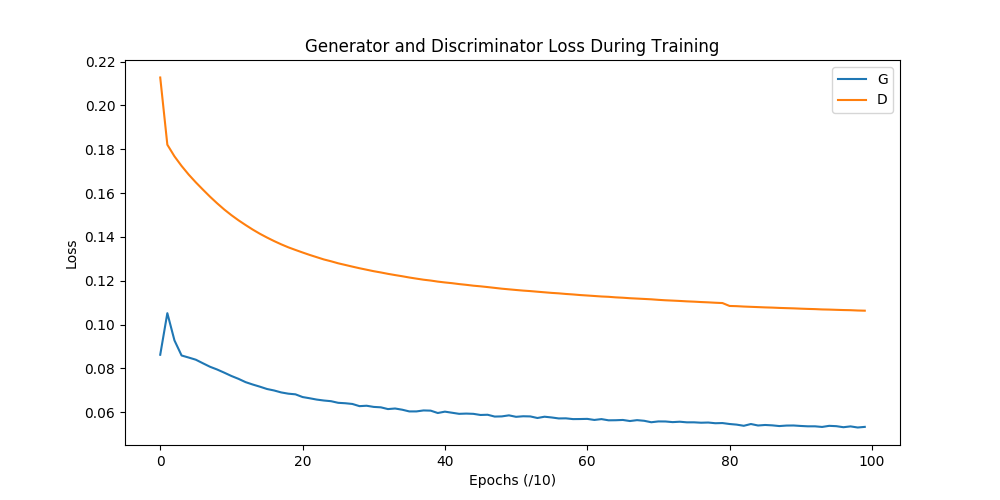 Generator and Discriminator Loss During Training
G
D
Loss
0.22
0.20
0.18
0.16
0.14
0.12
0.10
0.08
0.06
0 20 40 60 80 100
Epochs (/10)